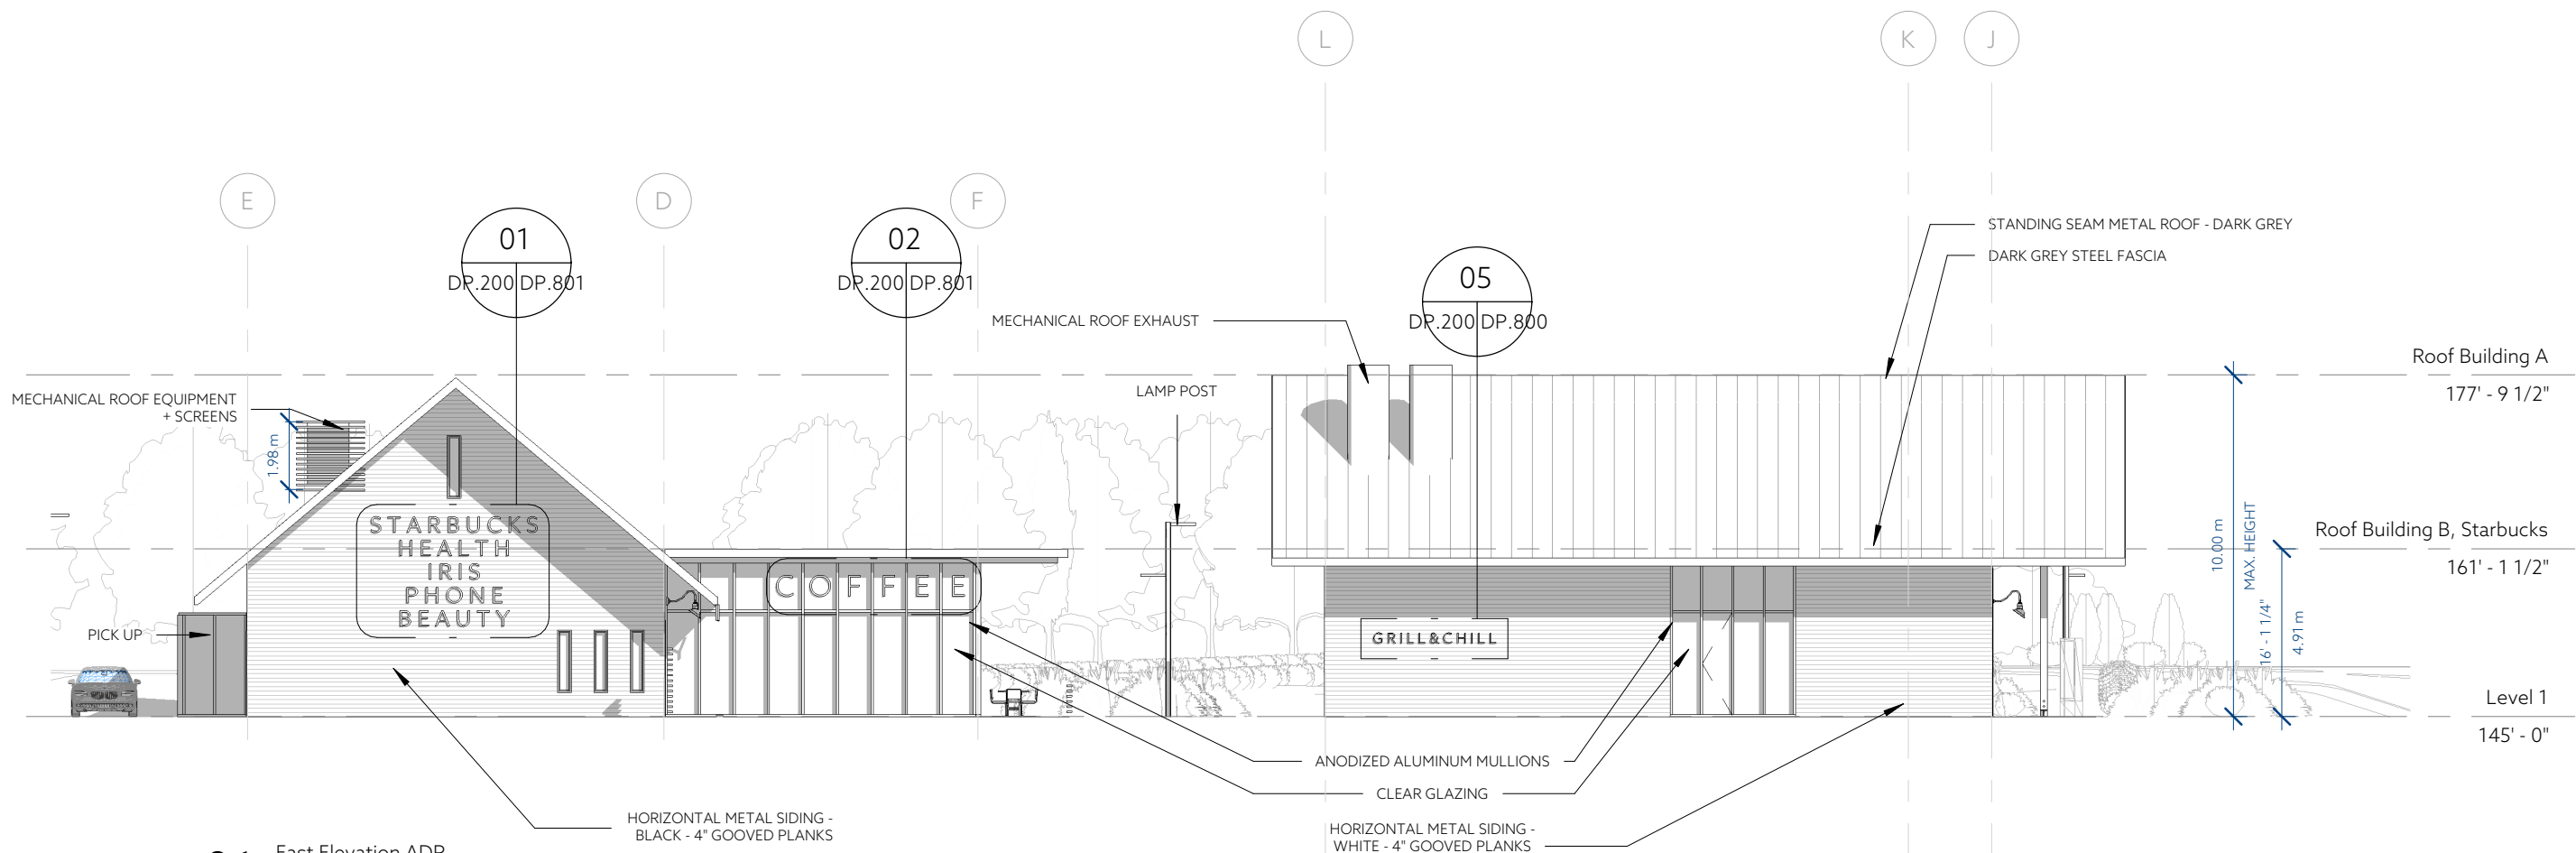 L
K
J
E
D
F
01
DP.200 DP.801
02
DP.200 DP.801
05
DP.200 DP.800
STANDING SEAM METAL ROOF - DARK GREY
DARK GREY STEEL FASCIA
MECHANICAL ROOF EXHAUST
Roof Building A
177' - 9 1/2"
MECHANICAL ROOF EQUIPMENT
+ SCREENS
1.98 m
LAMP POST
STARBUCKS
HEALTH
IRIS
PHONE
BEAUTY
COFFEE
GRILL&CHILL
PICK UP
10.00 m
MAX. HEIGHT
Roof Building B, Starbucks
161' - 1 1/2"
16' - 1 1/4"
4.91 m
Level 1
145' - 0"
ANODIZED ALUMINUM MULLIONS
CLEAR GLAZING
HORIZONTAL METAL SIDING -
BLACK - 4" GOOVED PLANKS
HORIZONTAL METAL SIDING -
WHITE - 4" GOOVED PLANKS
East Elevation ADP